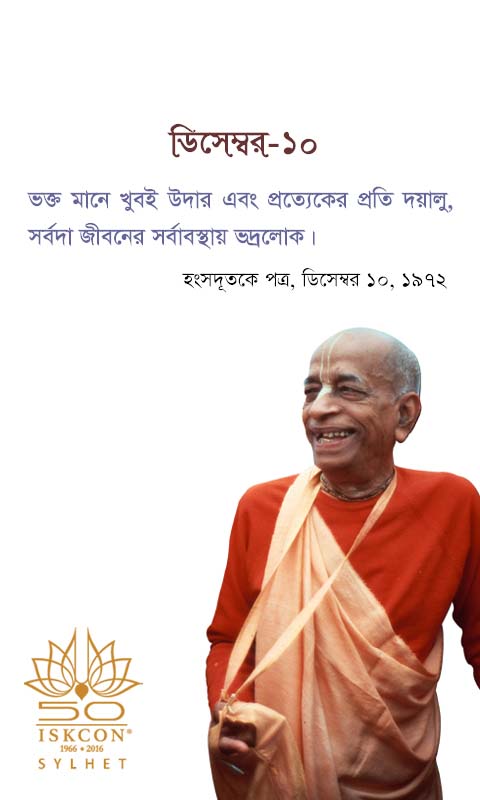 ডিসেম্বর-১০
ভক্ত মানে খুবই উদার এবং প্রত্যেকের প্রতি দয়ালু,
সর্বদা জীবনের সর্বাবস্থায় ভদ্রলোক।
হংসদূতকে পত্র, ডিসেম্বর ১০, ১৯৭২
50
ISKCON®
1966 • 2016
SYLHET